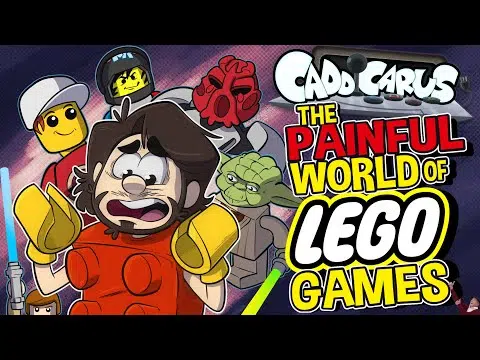 CADDICARUS
THE
PAINFUL
WORLD OF
LEGO
GAMES